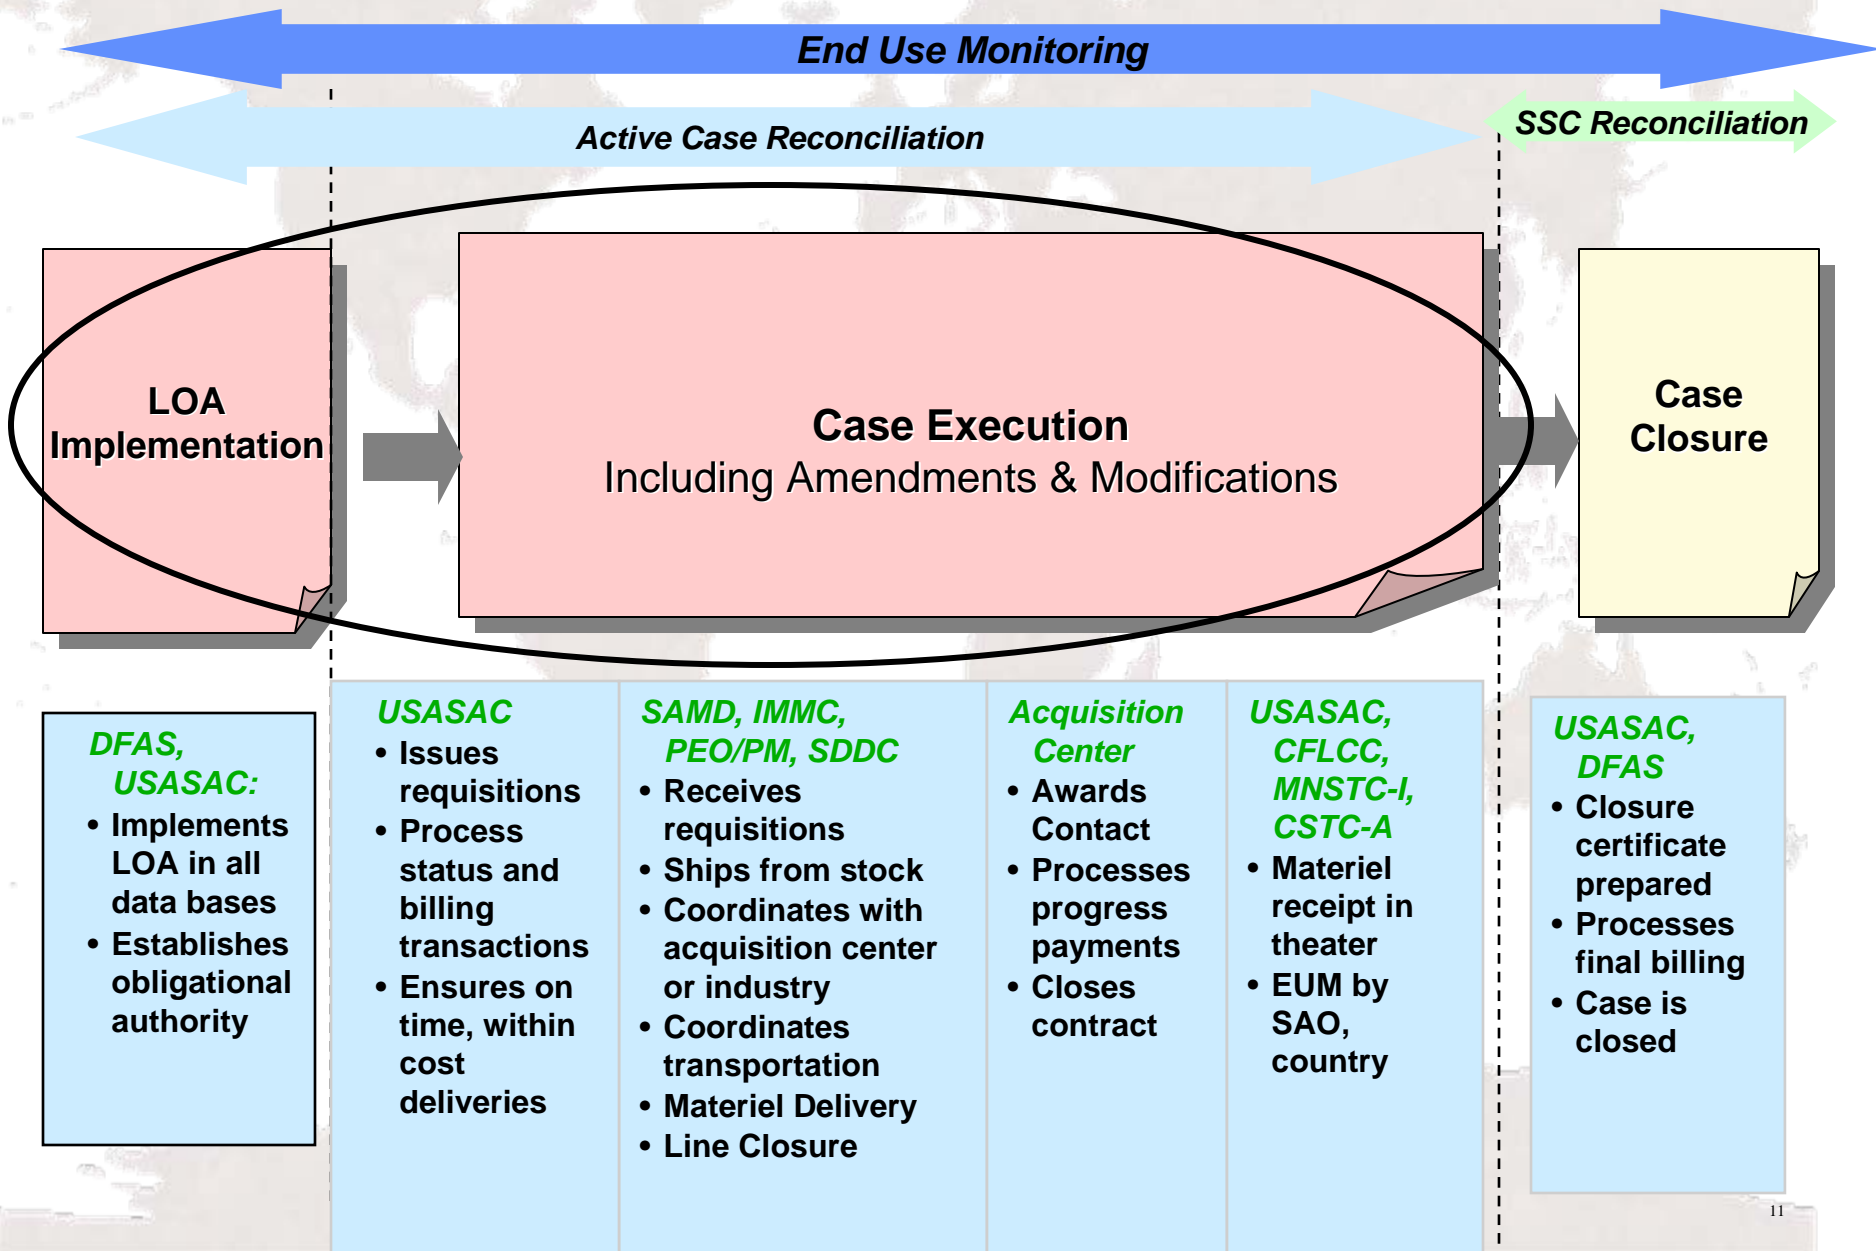 End Use Monitoring
Active Case Reconciliation
SSC Reconciliation
LOA
Implementation
Case Execution
Including Amendments & Modifications
Case
Closure
DFAS,
USASAC:
• Implements
LOA in all
data bases
• Establishes
obligational
authority
USASAC
• Issues
requisitions
• Process
status and
billing
transactions
• Ensures on
time, within
cost
deliveries
SAMD, IMMC,
PEO/PM, SDDC
• Receives
requisitions
• Ships from stock
• Coordinates with
acquisition center
or industry
• Coordinates
transportation
• Materiel Delivery
• Line Closure
Acquisition
Center
• Awards
Contact
• Processes
progress
payments
• Closes
contract
USASAC,
CFLCC,
MNSTC-I,
CSTC-A
• Materiel
receipt in
theater
• EUM by
SAO,
country
USASAC,
DFAS
• Closure
certificate
prepared
• Processes
final billing
• Case is
closed
11